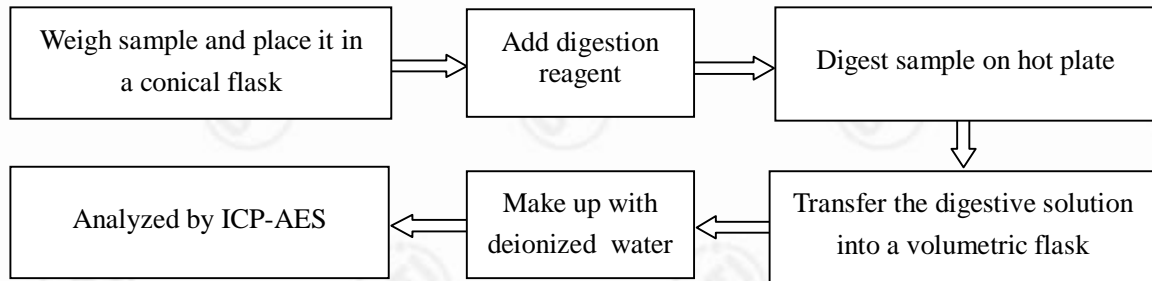 Weigh sample and place it in
a conical flask
Add digestion
reagent
Digest sample on hot plate
Transfer the digestive solution
into a volumetric flask
Make up with
deionized water
Analyzed by ICP-AES